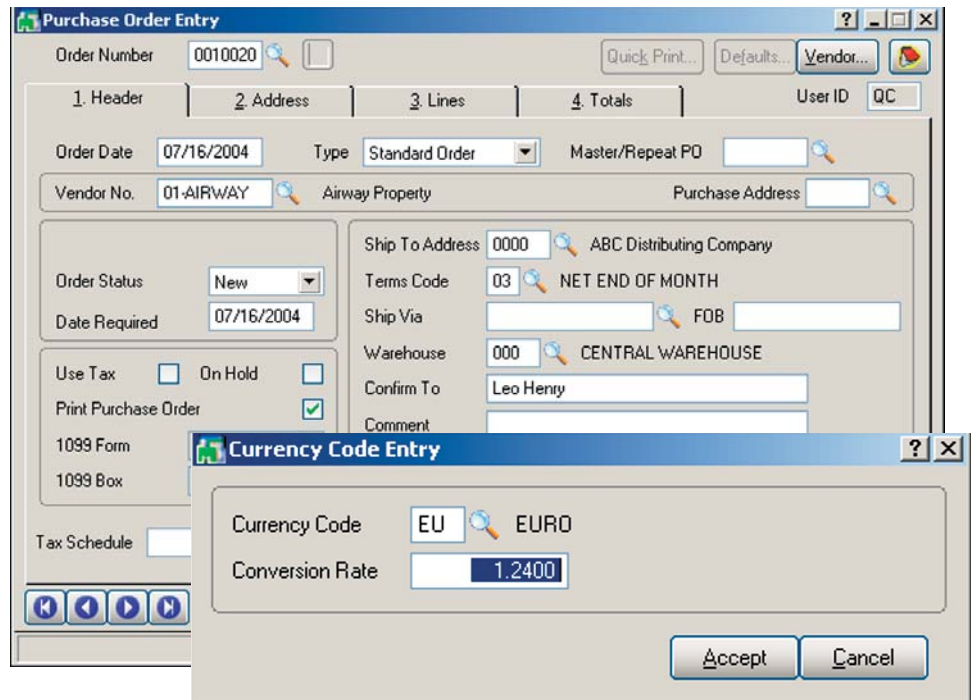 Purchase Order Entry
Order Number 0010020 Quick Print... Defaults... Vendor...
1. Header 2. Address 3. Lines 4. Totals User ID QC
Order Date 07/16/2004 Type Standard Order Master/Repeat PO
Vendor No. 01-AIRWAY Airway Property Purchase Address
Ship To Address 0000 ABC Distributing Company
Order Status New Terms Code 03 NET END OF MONTH
Date Required 07/16/2004 Ship Via FOB
Warehouse 000 CENTRAL WAREHOUSE
Use Tax On Hold Confirm To Leo Henry
Print Purchase Order Comment
1099 Form
1099 Box
Tax Schedule
Currency Code Entry
Currency Code EU EURO
Conversion Rate 1.2400
Accept Cancel